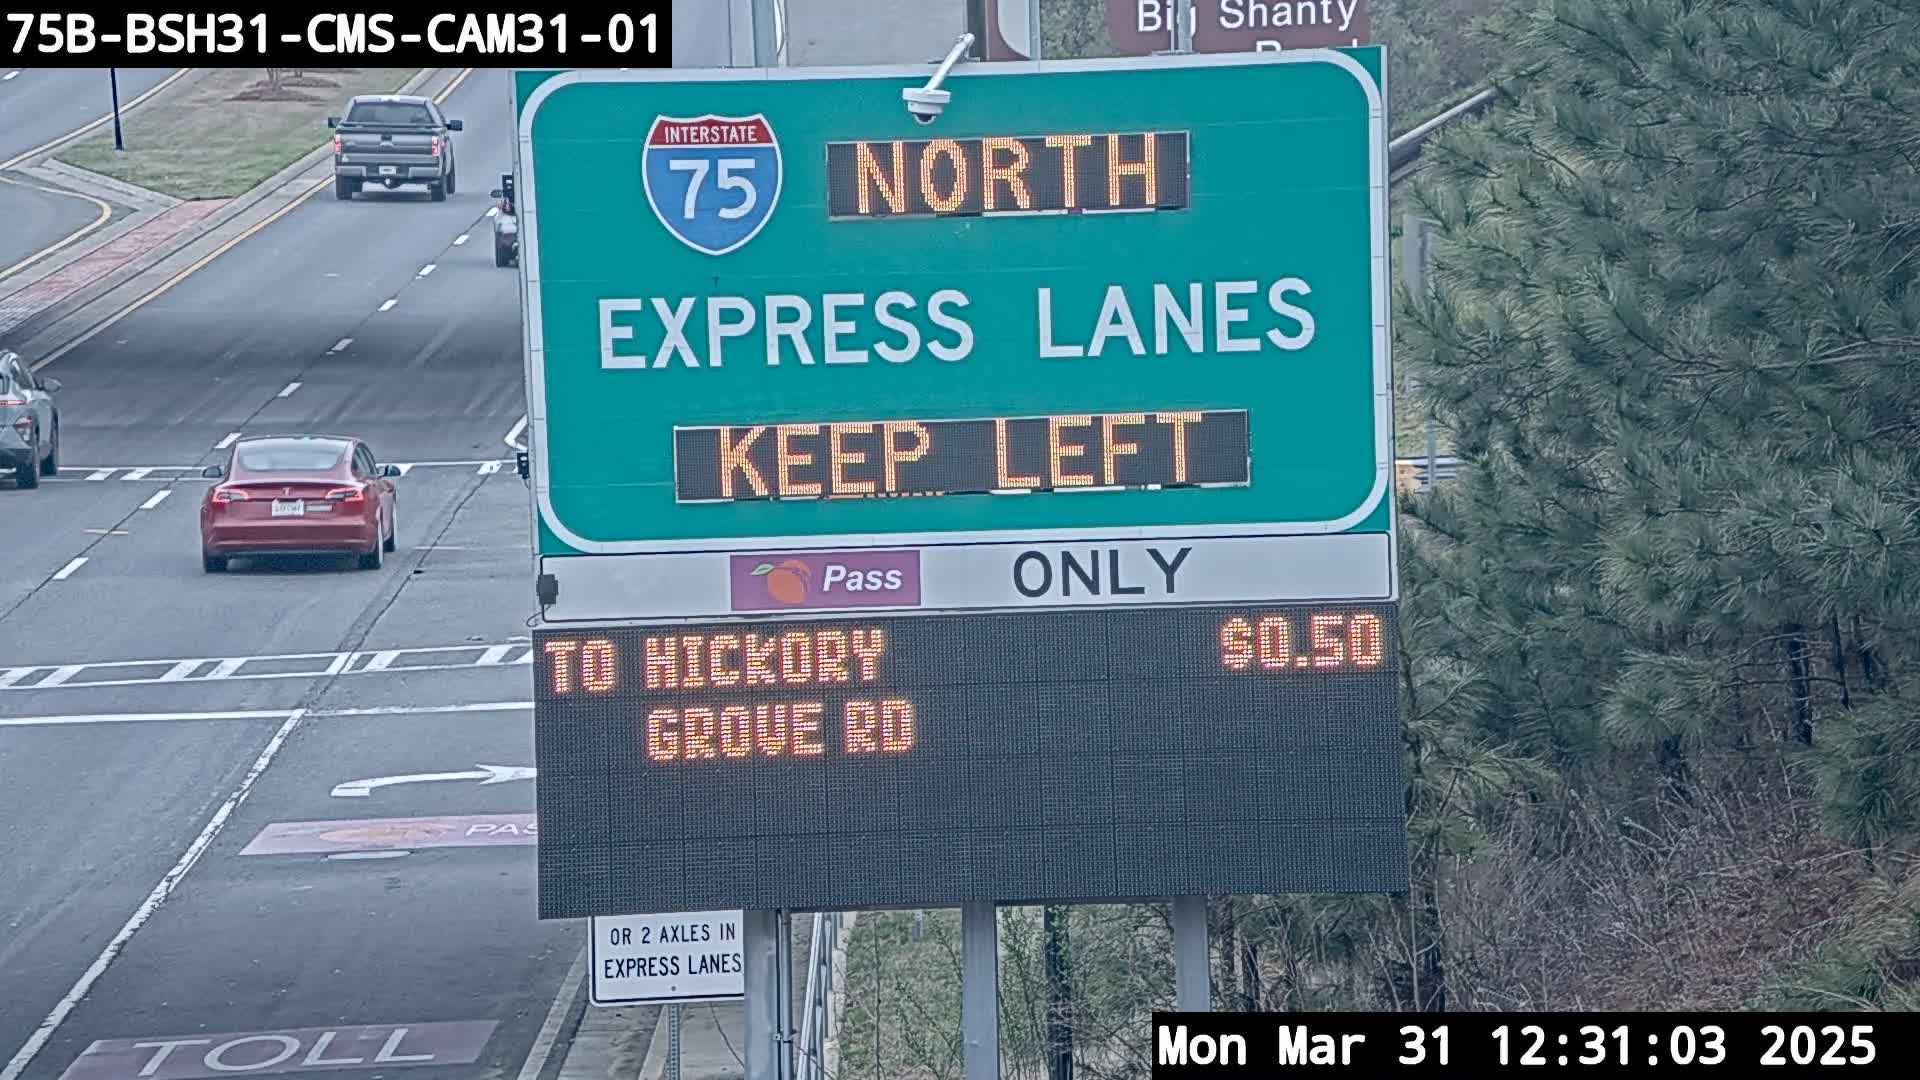 75B-BSH31-CMS-CAM31-01
Big Shanty
INTERSTATE
75
NORTH
EXPRESS LANES
KEEP LEFT
Pass
ONLY
TO HICKORY $0.50
GROVE RD
OR 2 AXLES IN
EXPRESS LANES
TOLL
Mon Mar 31 12:31:03 2025